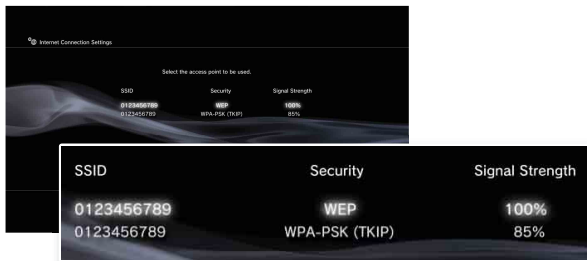 Internet Connection Settings
Select the access point to be used.
SSID Security Signal Strength
0123456789 WEP 100%
0123456789 WPA-PSK (TKIP) 85%
SSID Security Signal Strength
0123456789 WEP 100%
0123456789 WPA-PSK (TKIP) 85%